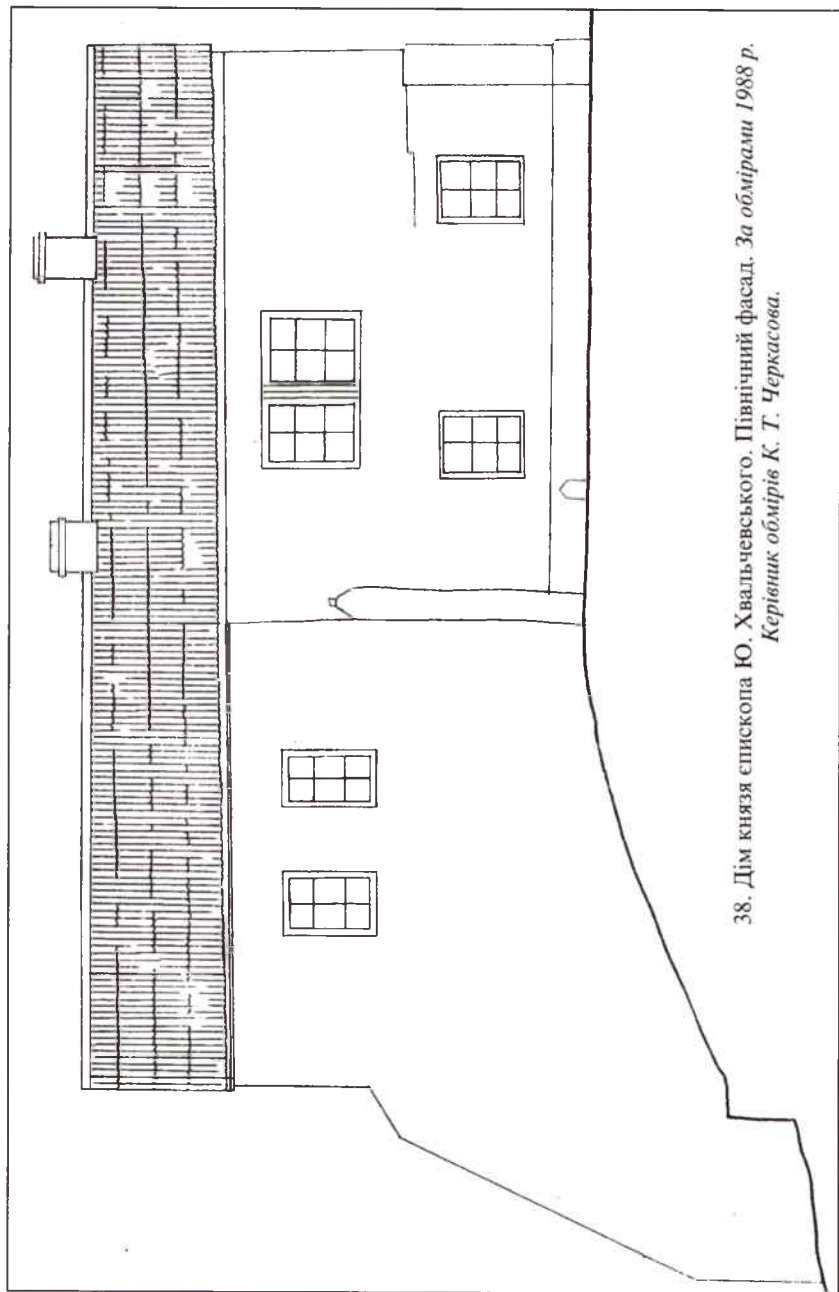 38. Дім князя єпископа Ю. Хвальчевського. Північний фасад. За обмірами 1988 р.
Керівник обмірів К. Т. Черкасова.